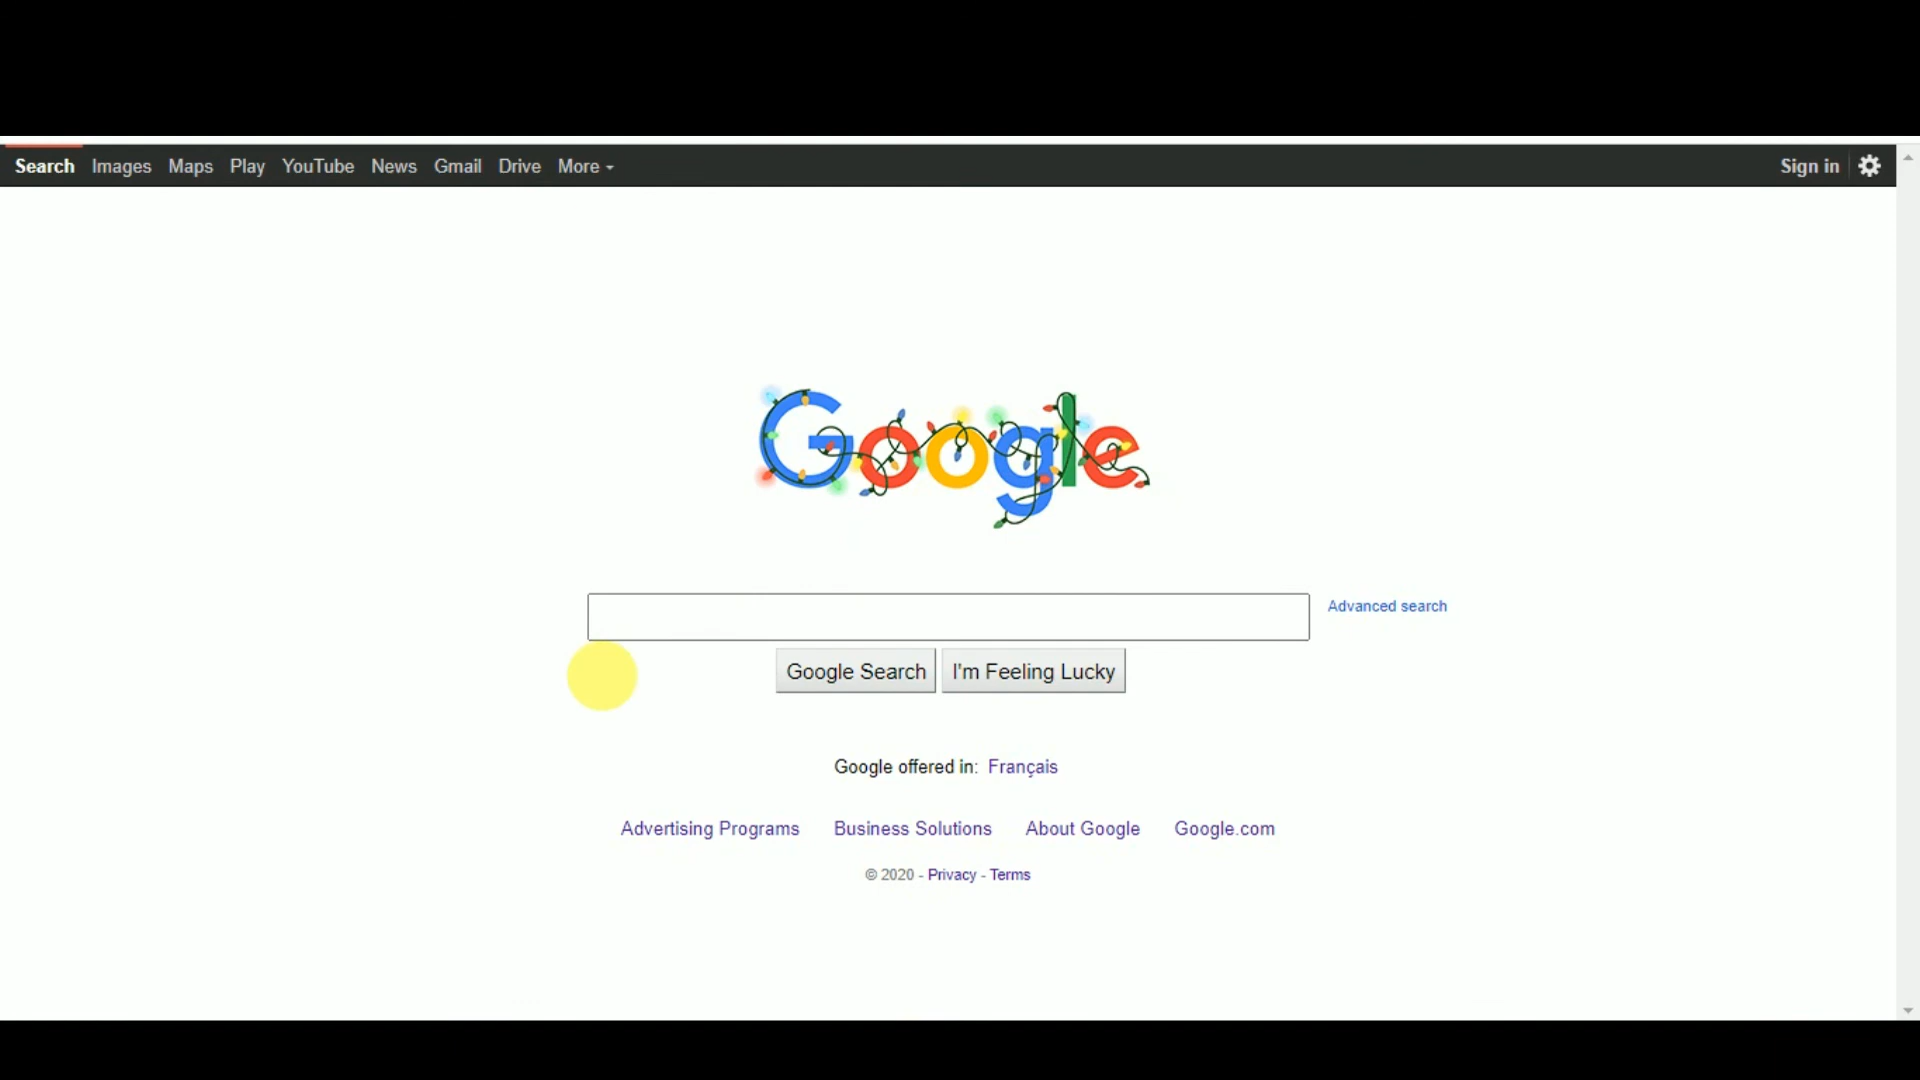 Search Images Maps Play YouTube News Gmail Drive More Sign in
Google
Advanced search
Google Search I'm Feeling Lucky
Google offered in: Français
Advertising Programs Business Solutions About Google Google.com
© 2020 - Privacy - Terms